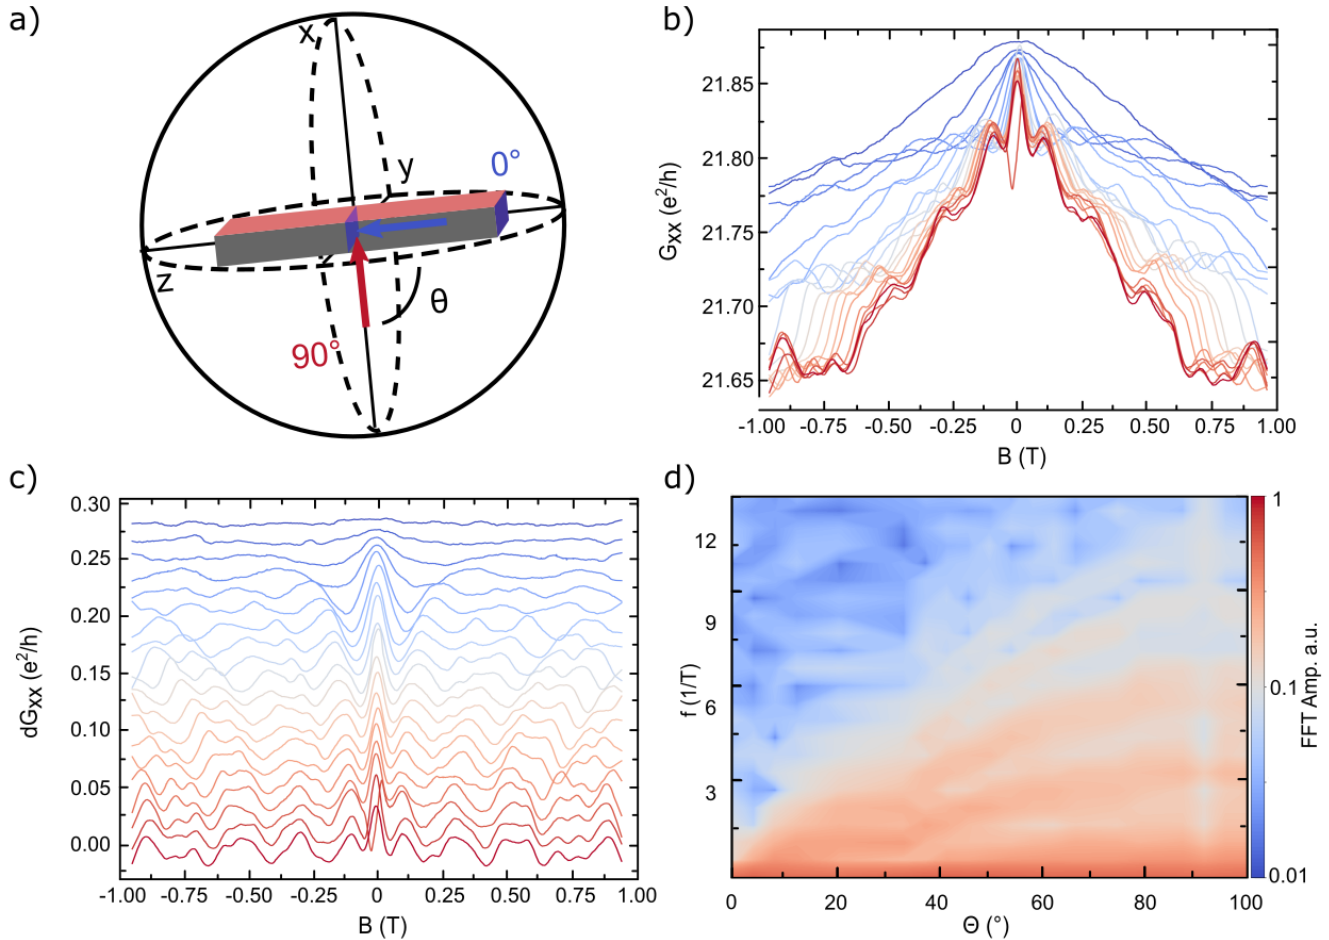 a)
x
y
0°
z
θ
90°
b)
Gxx (e²/h)
21.85
21.80
21.75
21.70
21.65
-1.00 -0.75 -0.50 -0.25 0 0.25 0.50 0.75 1.00
B (T)
c)
dGxx (e²/h)
0.30
0.25
0.20
0.15
0.10
0.05
0.00
-1.00 -0.75 -0.50 -0.25 0 0.25 0.50 0.75 1.00
B (T)
d)
f (1/T)
12
9
6
3
0 20 40 60 80 100
Θ (°)
1
0.1
0.01
FFT Amp. a.u.